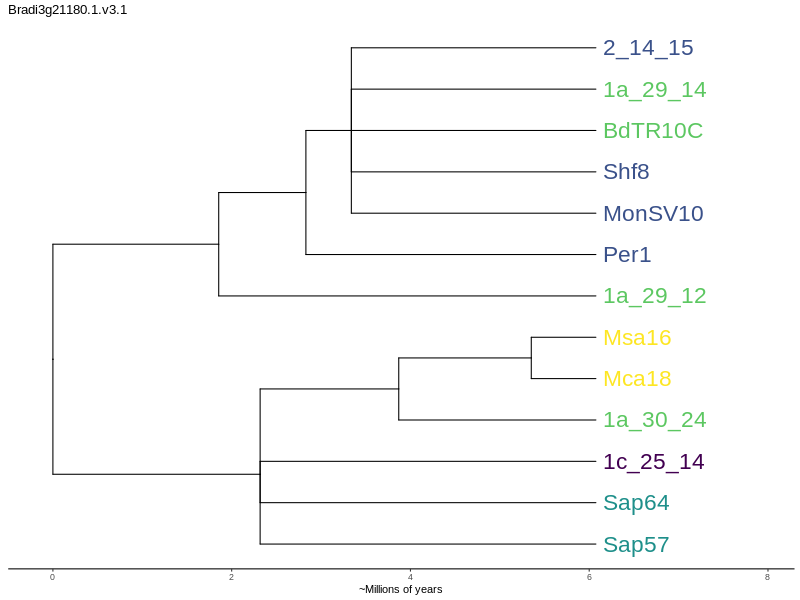 Bradi3g21180.1.v3.1
2_14_15
1a_29_14
BdTR10C
Shf8
MonSV10
Per1
1a_29_12
Msa16
Mca18
1a_30_24
1c_25_14
Sap64
Sap57
0 2 4 6 8
~Millions of years